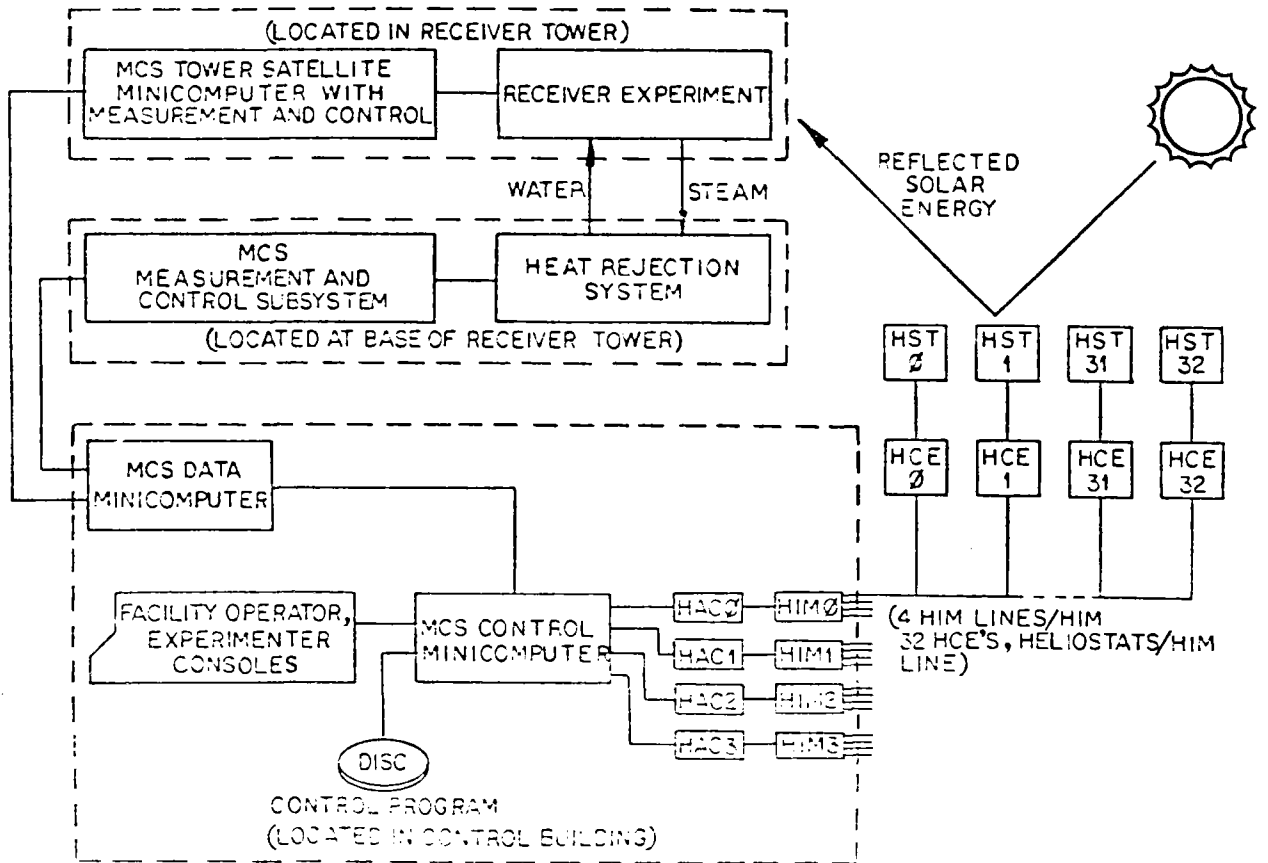 (LOCATED IN RECEIVER TOWER)
MCS TOWER SATELLITE
MINICOMPUTER WITH
MEASUREMENT AND CONTROL
RECEIVER EXPERIMENT
REFLECTED
SOLAR
ENERGY
WATER
STEAM
MCS
MEASUREMENT AND
CONTROL SUBSYSTEM
HEAT REJECTION
SYSTEM
(LOCATED AT BASE OF RECEIVER TOWER)
HST
Ø
HST
1
HST
31
HST
32
HCE
Ø
HCE
1
HCE
31
HCE
32
MCS DATA
MINICOMPUTER
FACILITY OPERATOR,
EXPERIMENTER
CONSOLES
MCS CONTROL
MINICOMPUTER
HACØ
HIMØ
HAC1
HIM1
HAC2
HIM2
HAC3
HIM3
(4 HIM LINES/HIM
32 HCE'S, HELIOSTATS/HIM
LINE)
DISC
CONTROL PROGRAM
(LOCATED IN CONTROL BUILDING)